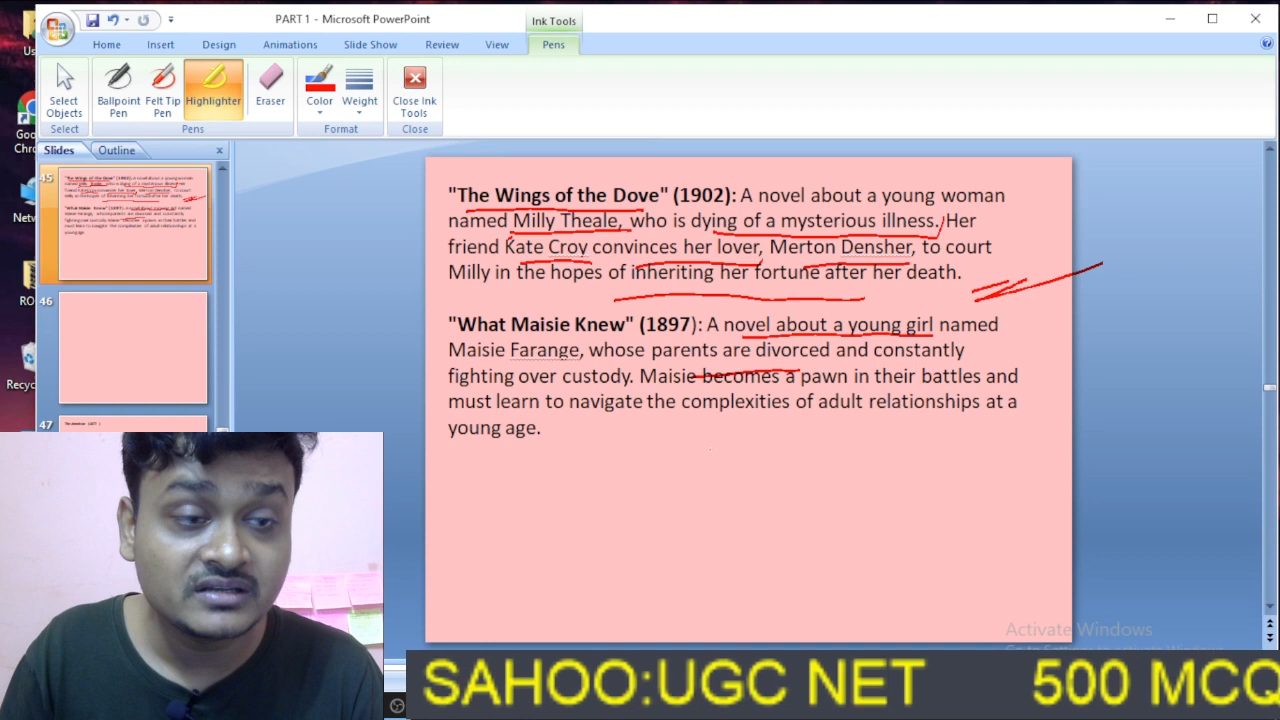 PART 1 - Microsoft PowerPoint
Ink Tools
Home
Insert
Design
Animations
Slide Show
Review
View
Pens
Select
Objects
Ballpoint
Pen
Felt Tip
Pen
Highlighter
Eraser
Color
Weight
Close Ink
Tools
Select
Pens
Format
Close
Slides
Outline
45
46
47
"The Wings of the Dove" (1902): A novel about a young woman
named Milly Theale, who is dying of a mysterious illness. Her
friend Kate Croy convinces her lover, Merton Densher, to court
Milly in the hopes of inheriting her fortune after her death.
"What Maisie Knew" (1897): A novel about a young girl named
Maisie Farange, whose parents are divorced and constantly
fighting over custody. Maisie becomes a pawn in their battles and
must learn to navigate the complexities of adult relationships at a
young age.
Activate Windows
SAHOO:UGC NET 500 MCQ